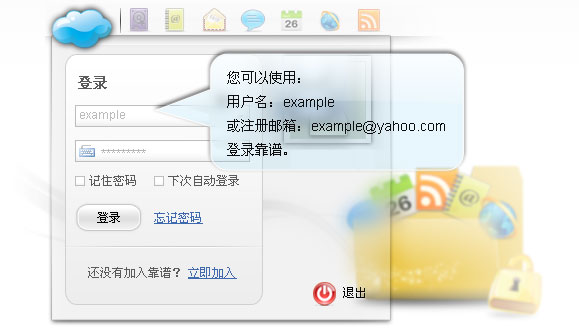 26
登录
您可以使用：
用户名：example
或注册邮箱：example@yahoo.com
登录靠谱。
example
*********
记住密码
下次自动登录
登录
忘记密码
26
还没有加入靠谱？立即加入
退出